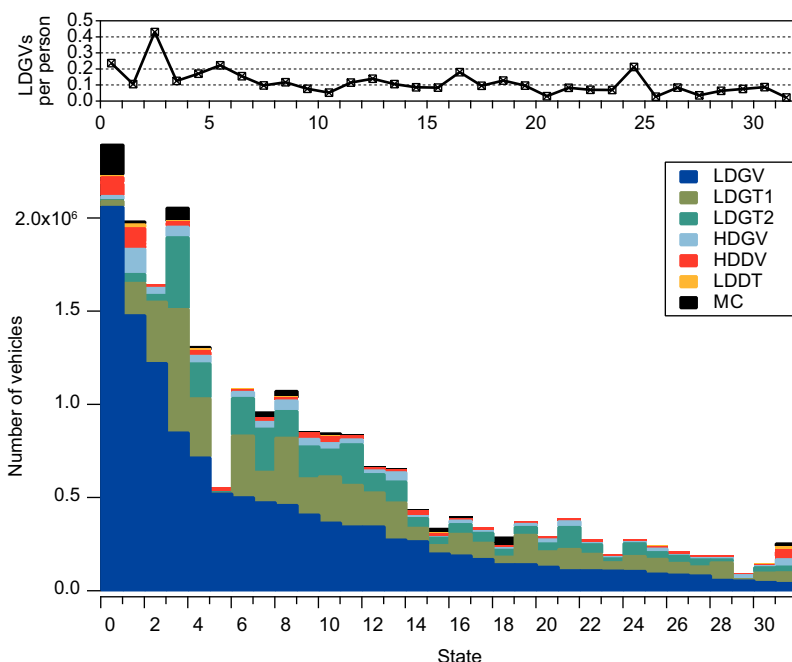 LDGVs
per person
0.5
0.4
0.3
0.2
0.1
0.0
0 5 10 15 20 25 30
LDGV
LDGT1
LDGT2
HDGV
HDDV
LDDT
MC
Number of vehicles
2.0x10⁶
1.5
1.0
0.5
0.0
0 2 4 6 8 10 12 14 16 18 20 22 24 26 28 30
State